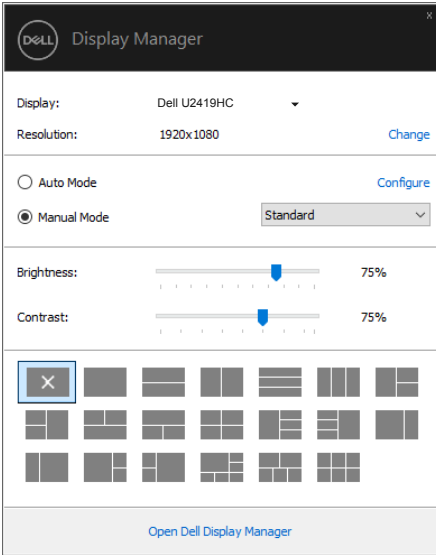 x
DELL Display Manager
Display: Dell U2419HC
Resolution: 1920x1080 Change
Auto Mode Configure
Manual Mode Standard
Brightness: 75%
Contrast: 75%
Open Dell Display Manager